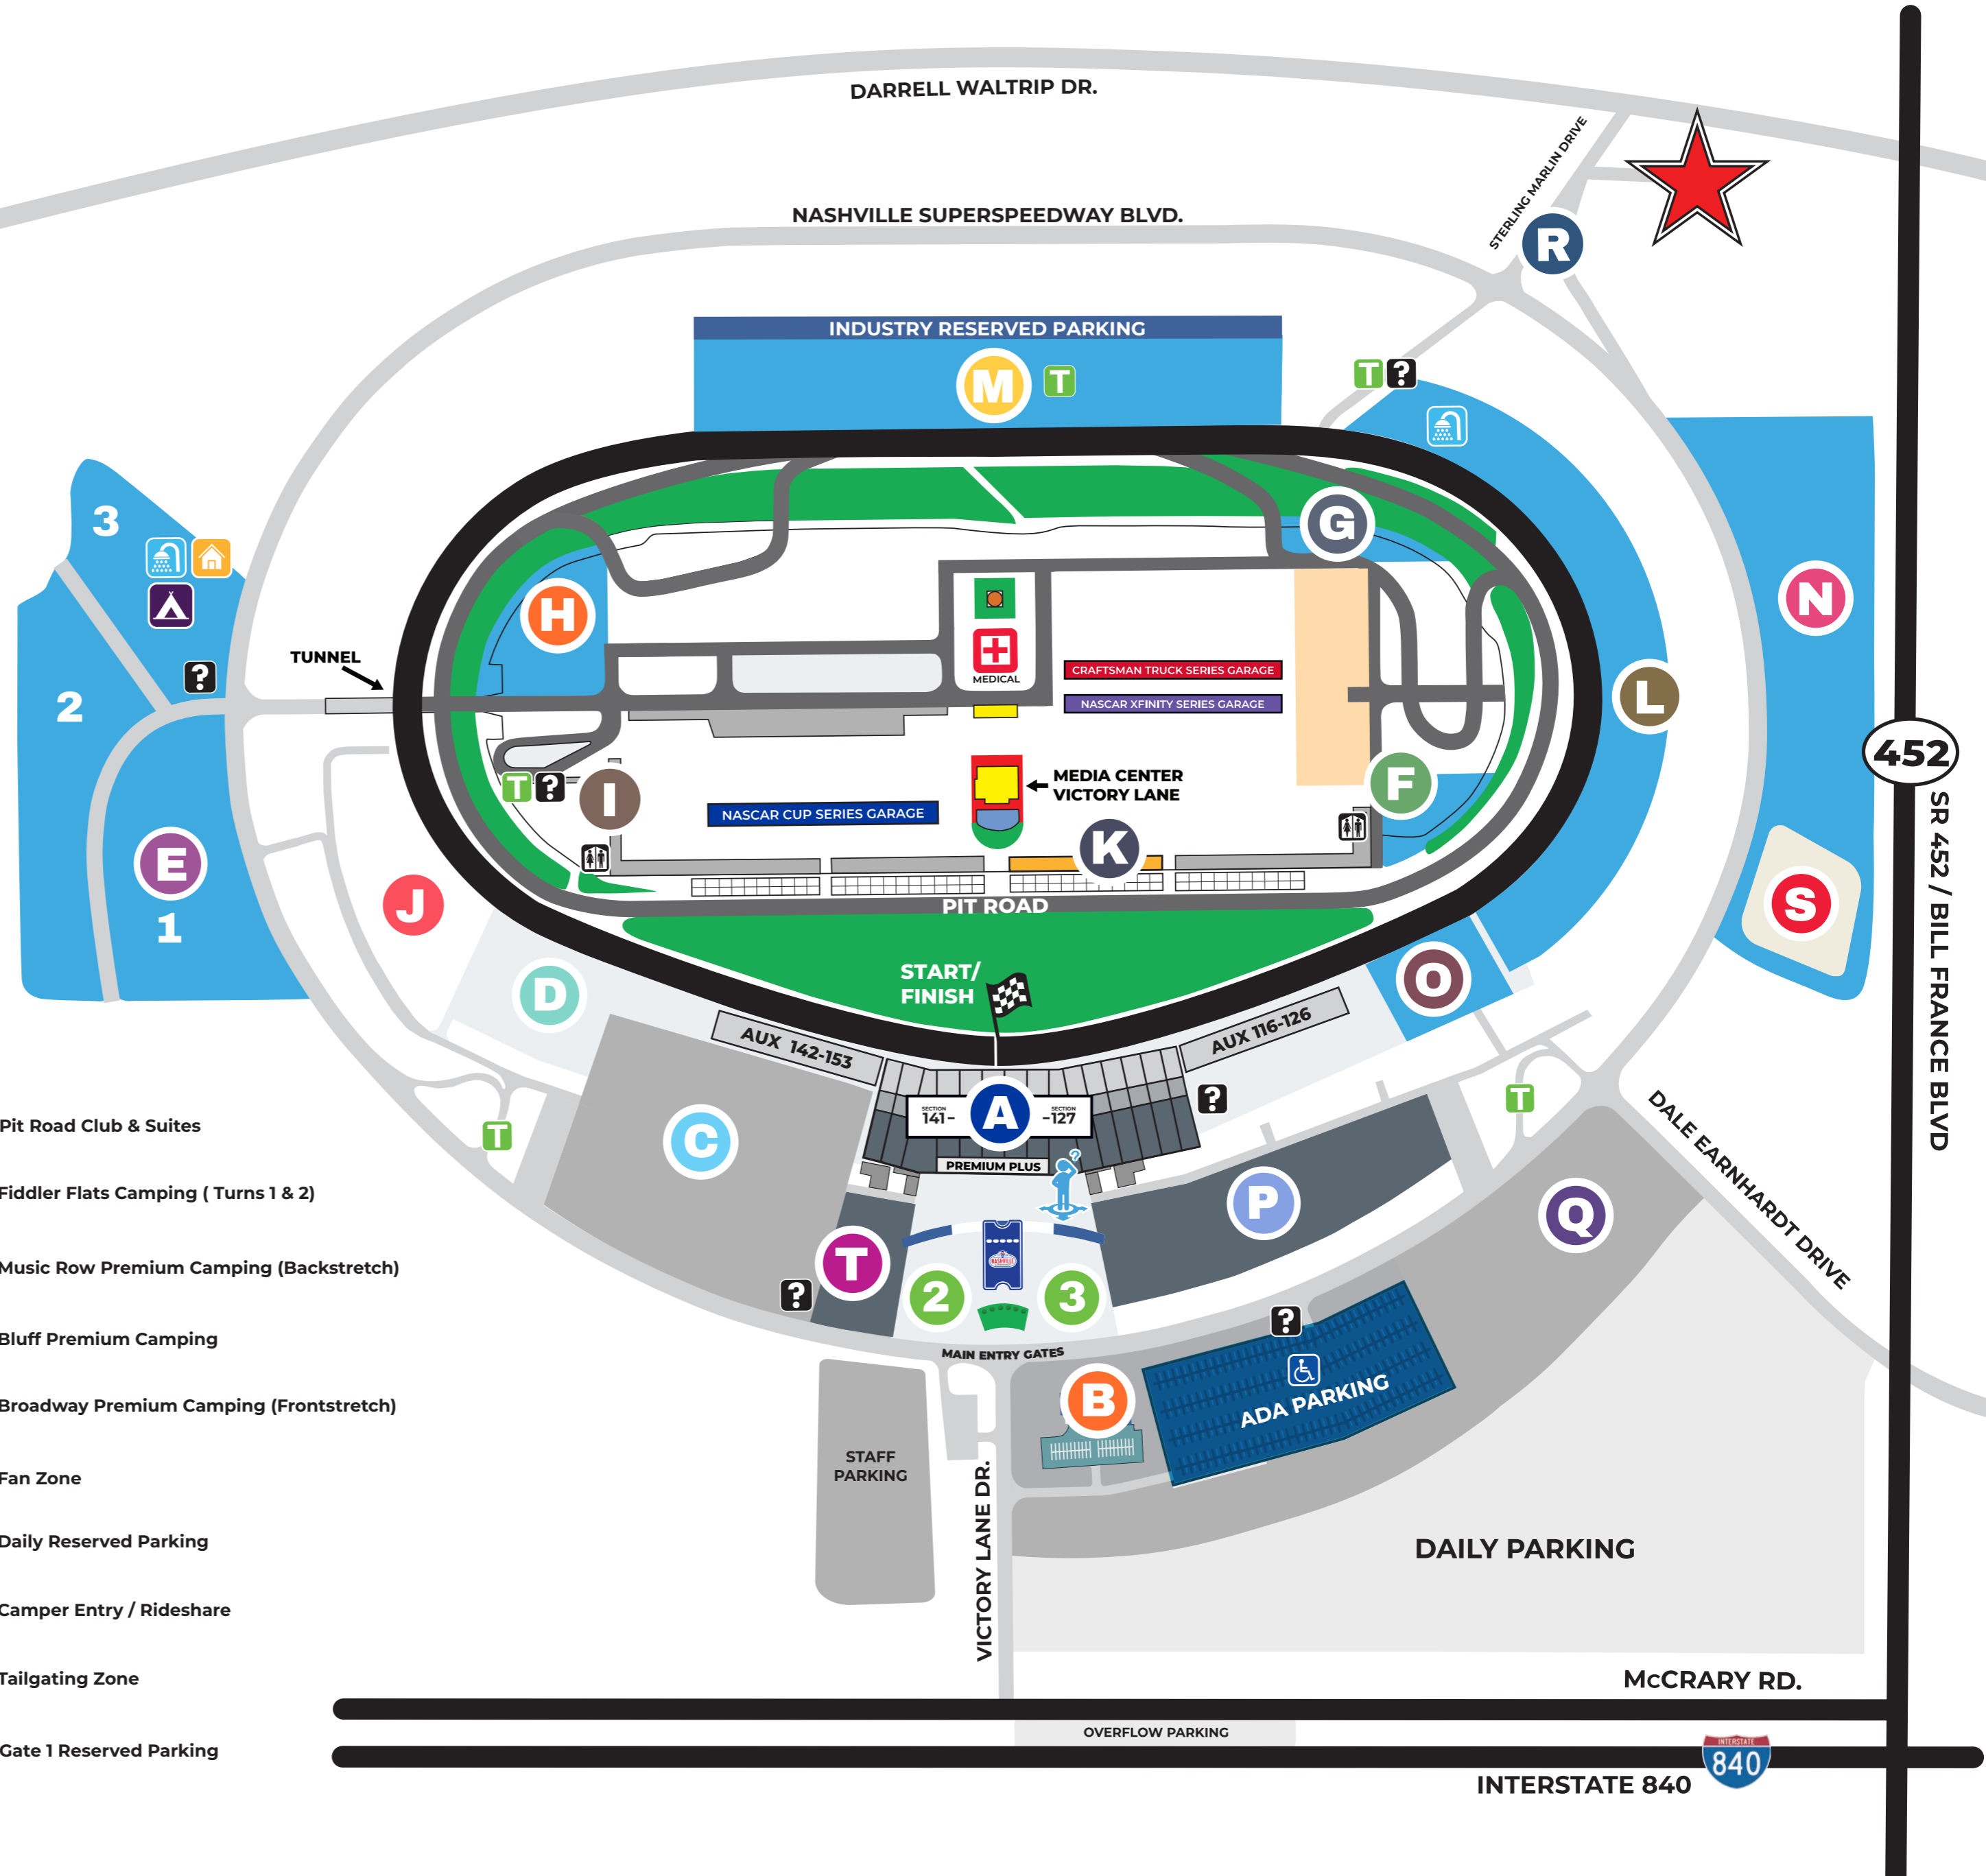 DARRELL WALTRIP DR.
STERLING MARLIN DRIVE
NASHVILLE SUPERSPEEDWAY BLVD.
R
INDUSTRY RESERVED PARKING
M
T
T
?
3
G
H
N
?
TUNNEL
MEDICAL
CRAFTSMAN TRUCK SERIES GARAGE
NASCAR XFINITY SERIES GARAGE
L
2
452
SR 452 / BILL FRANCE BLVD
T
?
I
MEDIA CENTER
VICTORY LANE
F
NASCAR CUP SERIES GARAGE
K
E
1
J
PIT ROAD
S
START/
FINISH
D
O
AUX 142-153
AUX 116-126
A
SECTION
141-
SECTION
-127
?
T
T
C
PREMIUM PLUS
?
P
Q
DALE EARNHARDT DRIVE
T
?
NASHVILLE
2
3
MAIN ENTRY GATES
?
B
ADA PARKING
STAFF
PARKING
VICTORY LANE DR.
DAILY PARKING
Pit Road Club & Suites
Fiddler Flats Camping ( Turns 1 & 2)
Music Row Premium Camping (Backstretch)
Bluff Premium Camping
Broadway Premium Camping (Frontstretch)
Fan Zone
Daily Reserved Parking
Camper Entry / Rideshare
Tailgating Zone
Gate 1 Reserved Parking
McCRARY RD.
OVERFLOW PARKING
INTERSTATE 840
INTERSTATE
840